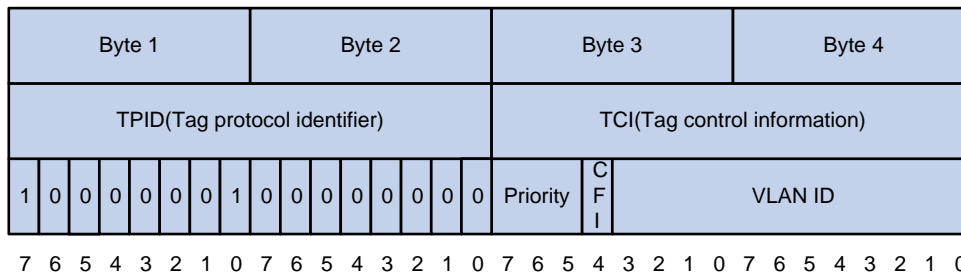 Byte 1 Byte 2 Byte 3 Byte 4
TPID(Tag protocol identifier) TCI(Tag control information)
1 0 0 0 0 0 0 1 0 0 0 0 0 0 0 0 Priority CFI VLAN ID
7 6 5 4 3 2 1 0 7 6 5 4 3 2 1 0 7 6 5 4 3 2 1 0 7 6 5 4 3 2 1 0